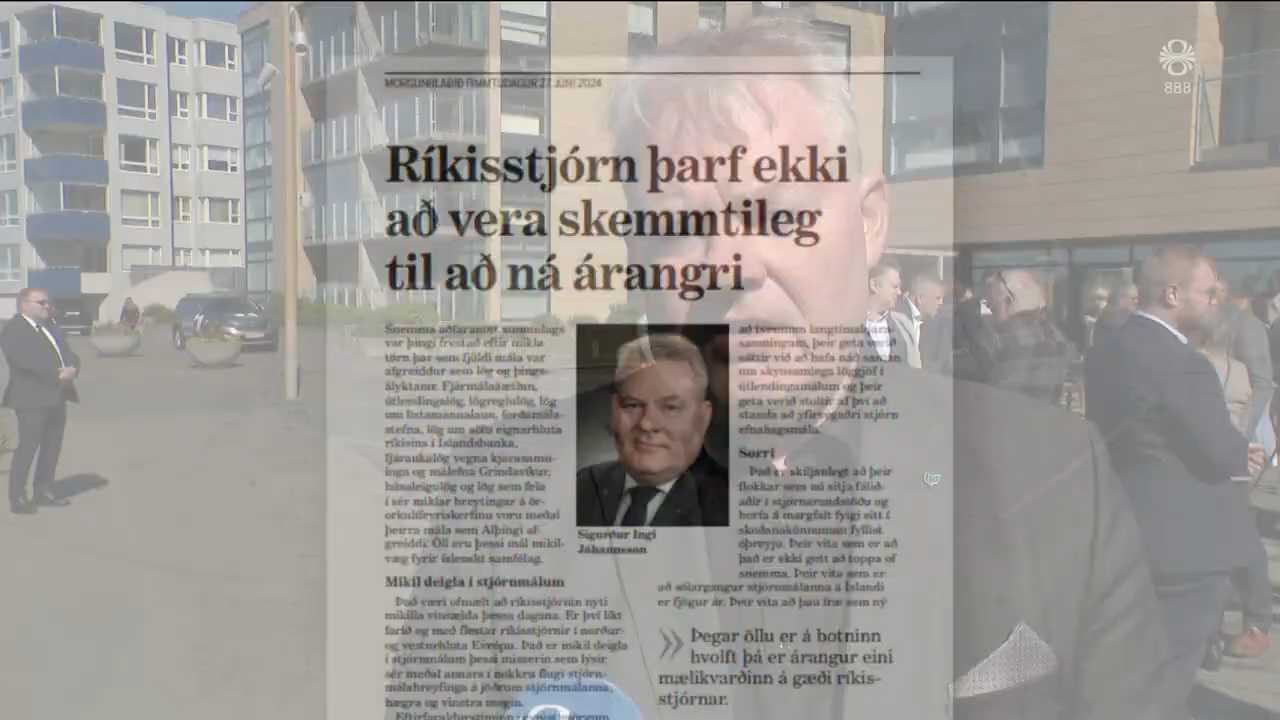 MORGUNBLAÐIÐ FIMMTUDAGUR 27. JÚNÍ 2024
888
Ríkisstjórn þarf ekki
að vera skemmtileg
til að ná árangri
Snemma aðfaranótt sunnudags
var þingi frestað eftir mikla
törn þar sem fjöldi mála var
afgreiddur sem lög og þings-
ályktanir. Fjármálaáætlun,
útlendingalög, lögreglulög, lög
um listamannalaun, ferðamála-
stefna, lög um sölu eignarhluta
ríkisins í Íslandsbanka,
fjáraukalög vegna kjarasamn-
inga og málefna Grindavíkur,
húsaleigulög og lög sem fela
í sér miklar breytingar á ör-
orkulífeyriskerfinu voru meðal
þeirra mála sem Alþingi af-
greiddi. Öll eru þessi mál mikil-
væg fyrir íslenskt samfélag.
Mikil deigla í stjórnmálum
Það væri ofmælt að ríkisstjórnin nyti
mikilla vinsælda þessa dagana. Er því líkt
farið og með flestar ríkisstjórnir í norður-
og vesturhluta Evrópu. Það er mikil deigla
í stjórnmálum þessi misserin sem lýsir
sér meðal annars í nokkru flugi stjórn-
málahreyfinga á jöðrum stjórnmálanna,
hægra og vinstra megin.
Sigurður Ingi
Jóhannsson
að tvennum langtímakjara-
samningum, þeir geta verið
sáttir við að hafa náð saman
um skynsamlega löggjöf í
útlendingamálum og þeir
geta verið stoltir af því að
standa að yfirvegaðri stjórn
efnahagsmála.
Sorrí
Það er skiljanlegt að þeir
flokkar sem nú sitja fálið-
aðir í stjórnarandstöðu og
horfa á margfalt fylgi sitt í
skoðanakönnunum fyllist
óþreyju. Þeir vita sem er að
það er ekki gott að toppa of
snemma. Þeir vita sem er
að sólargangur stjórnmálanna á Íslandi
er fjögur ár. Þeir vita að þau fræ sem ný
Þegar öllu er á botninn
hvolft þá er árangur eini
mælikvarðinn á gæði ríkis-
stjórnar.